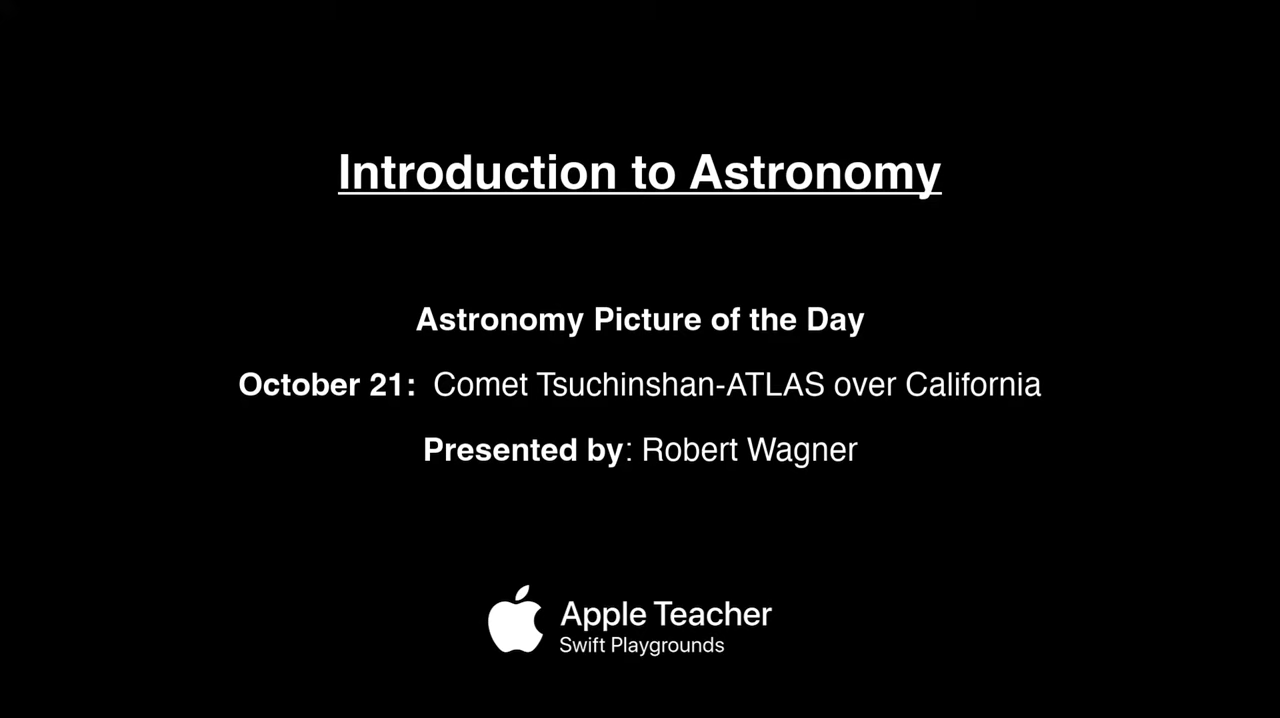 Introduction to Astronomy
Astronomy Picture of the Day
October 21: Comet Tsuchinshan-ATLAS over California
Presented by: Robert Wagner
Apple Teacher
Swift Playgrounds